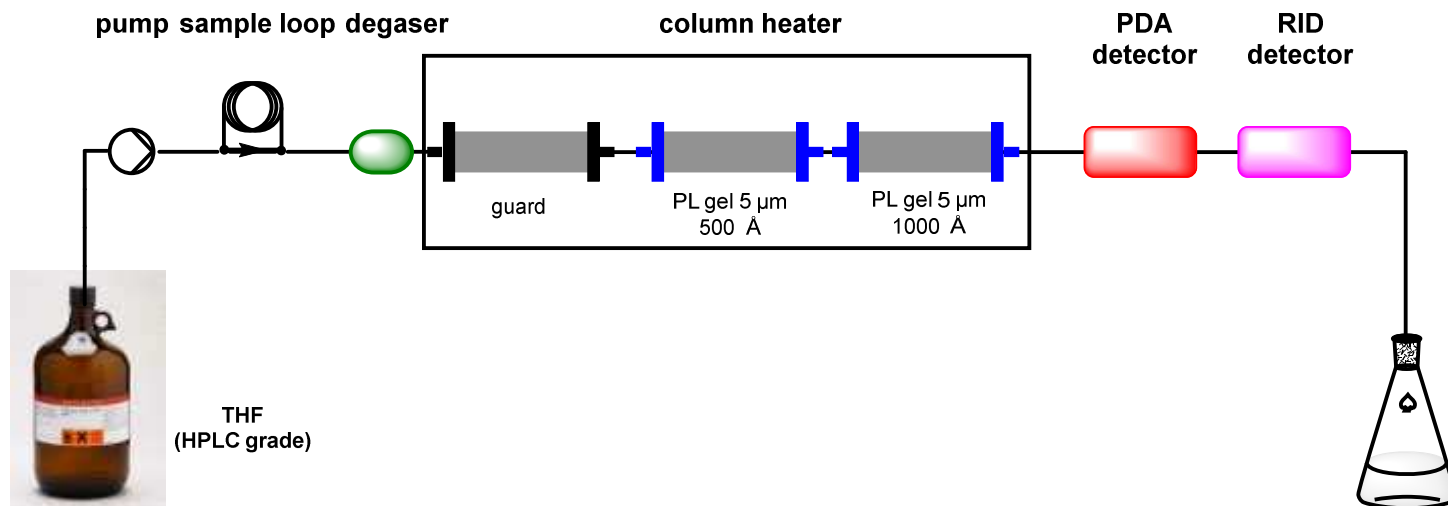 pump sample loop degaser
column heater
PDA
detector
RID
detector
guard
PL gel 5 μm
500 Å
PL gel 5 μm
1000 Å
THF
(HPLC grade)